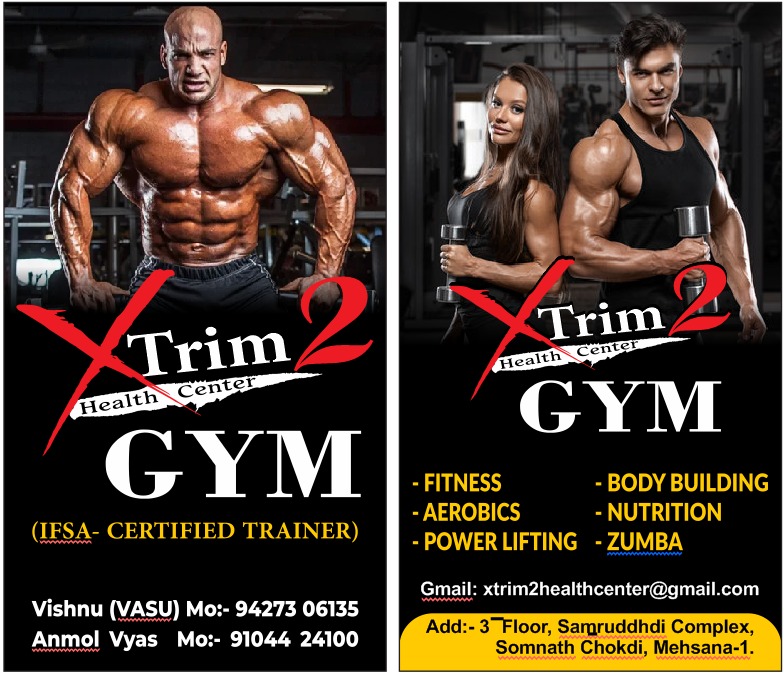 XTrim 2
Health Center
GYM
(IFSA- CERTIFIED TRAINER)
Vishnu (VASU) Mo:- 94273 06135
Anmol Vyas Mo:- 91044 24100
XTrim 2
Health Center
GYM
- FITNESS - BODY BUILDING
- AEROBICS - NUTRITION
- POWER LIFTING - ZUMBA
Gmail: xtrim2healthcenter@gmail.com
Add:- 3 Floor, Samruddhdi Complex,
Somnath Chokdi, Mehsana-1.